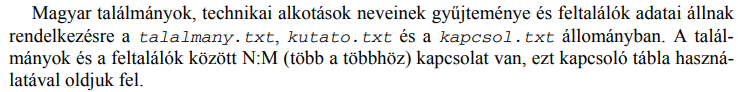 Magyar találmányok, technikai alkotások neveinek gyűjteménye és feltalálók adatai állnak
rendelkezésre a talalmany.txt, kutato.txt és a kapcsol.txt állományban. A talál-
mányok és a feltalálók között N:M (több a többhöz) kapcsolat van, ezt kapcsoló tábla haszná-
latával oldjuk fel.